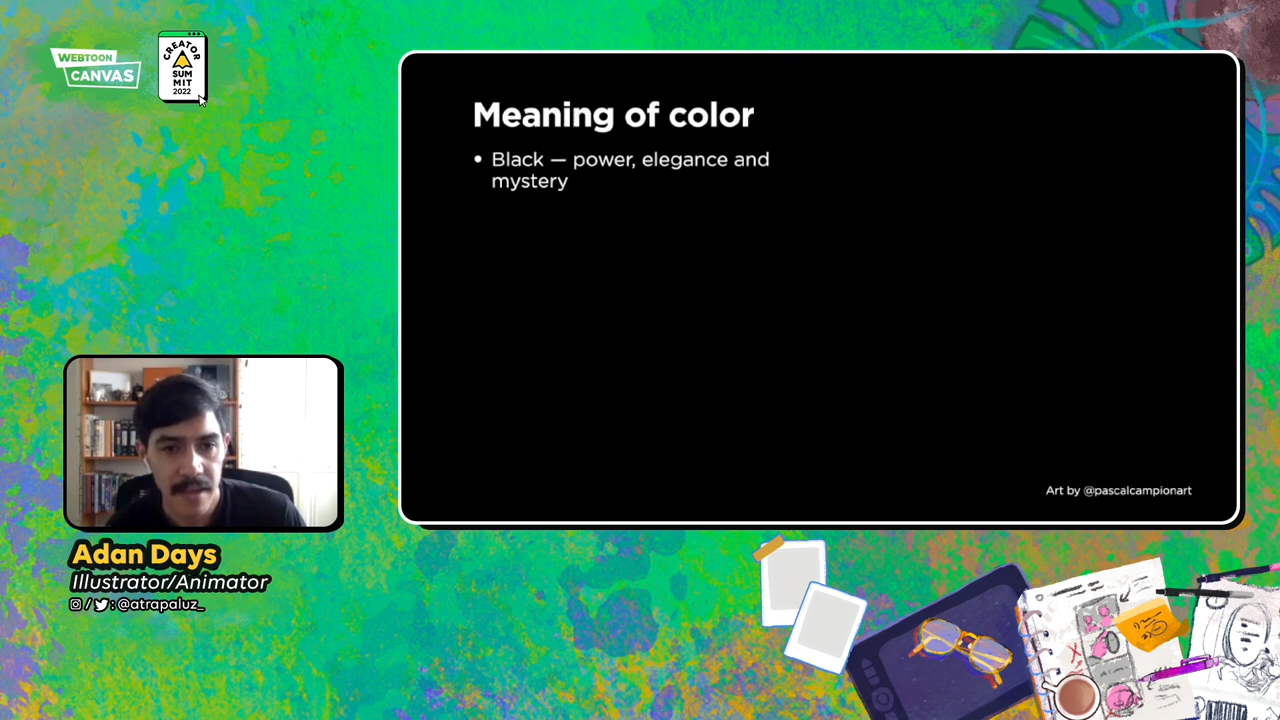 WEBTOON
CANVAS
CREATOR
SUM
MIT
2022
Meaning of color
• Black — power, elegance and
mystery
Art by @pascalcampionart
Adan Days
Illustrator/Animator
/ : @atrapaluz_